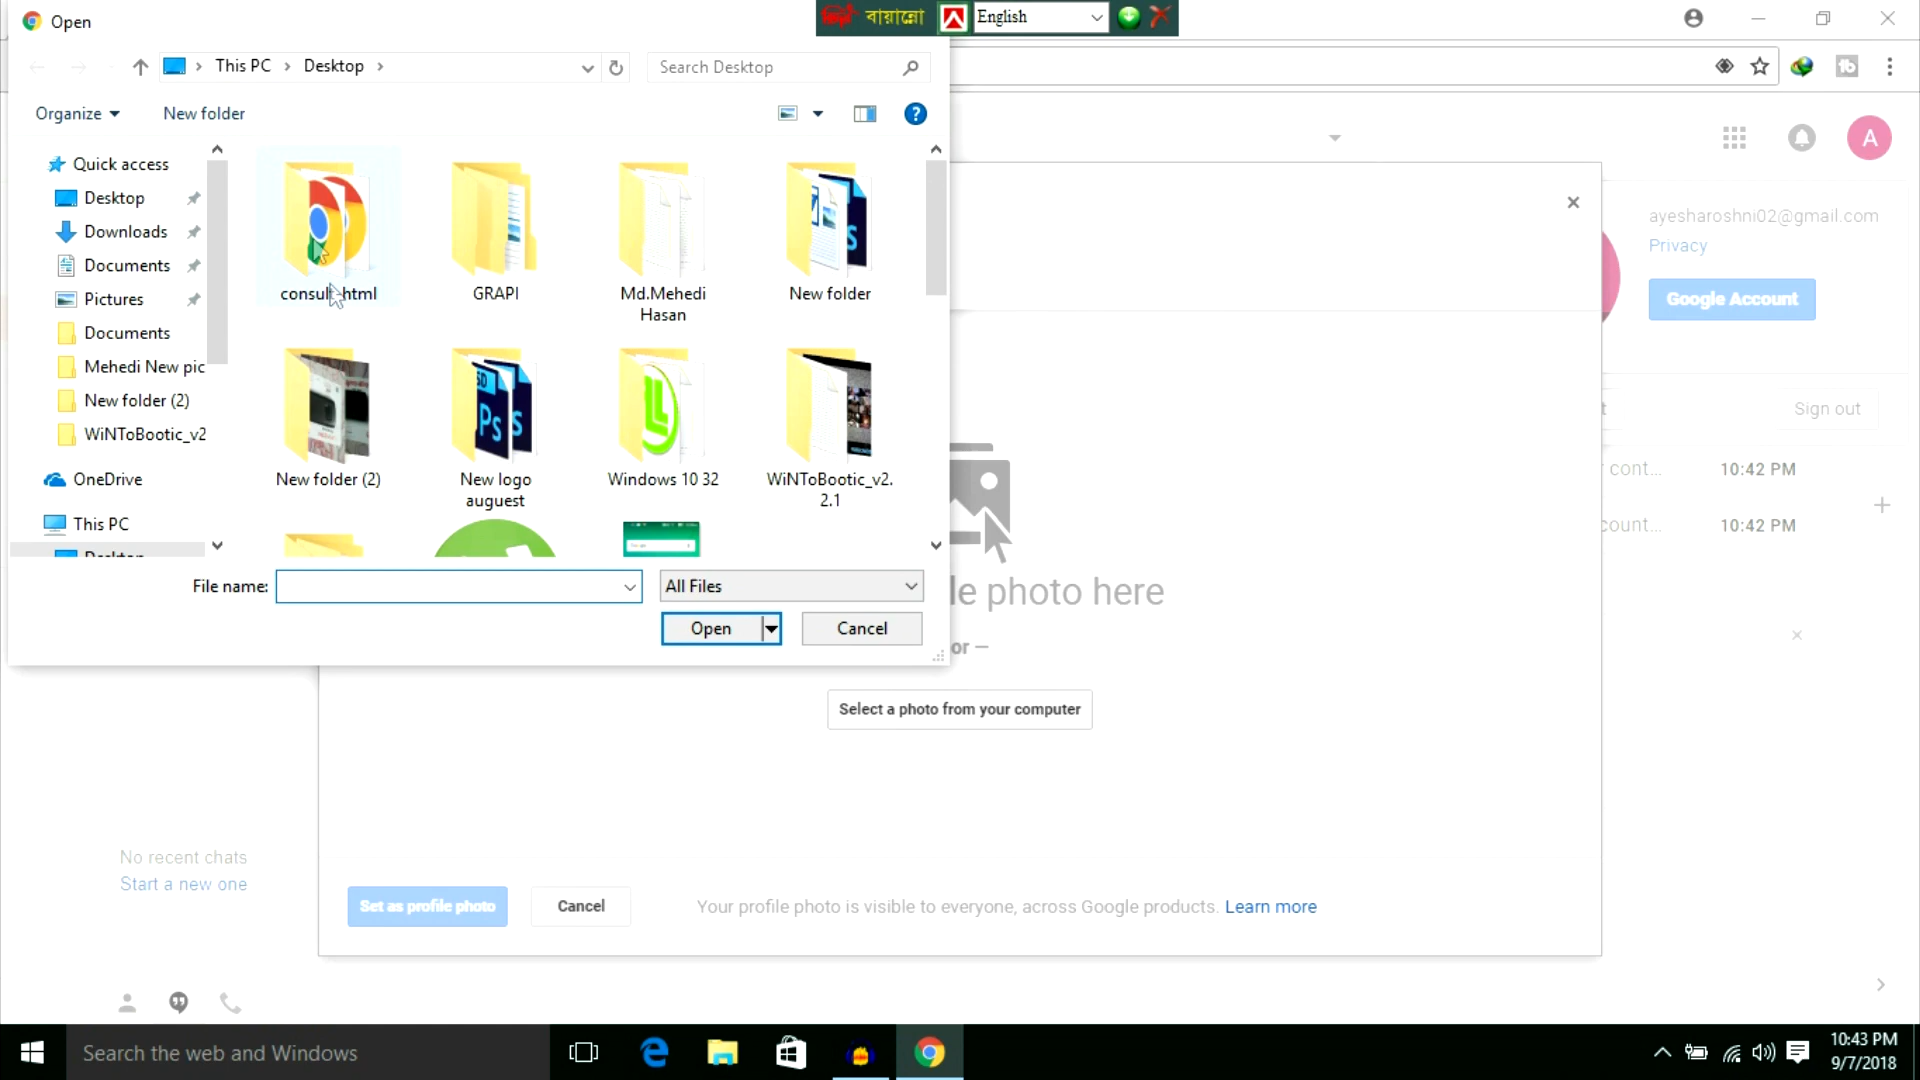 Open
বায়ান্নো
English
This PC
Desktop
Search Desktop
Organize
New folder
Quick access
Desktop
Downloads
Documents
Pictures
Documents
Mehedi New pic
New folder (2)
WiNToBootic_v2
OneDrive
This PC
Desktop
GRAPI
Md.Mehedi
Hasan
New folder
New folder (2)
New logo
auguest
Windows 10 32
WiNToBootic_v2.
2.1
File name:
All Files
Open
Cancel
A
ayesharoshni02@gmail.com
Privacy
Google Account
Sign out
cont...
10:42 PM
count...
10:42 PM
le photo here
or —
Select a photo from your computer
No recent chats
Start a new one
Set as profile photo
Cancel
Your profile photo is visible to everyone, across Google products. Learn more
Search the web and Windows
10:43 PM
9/7/2018